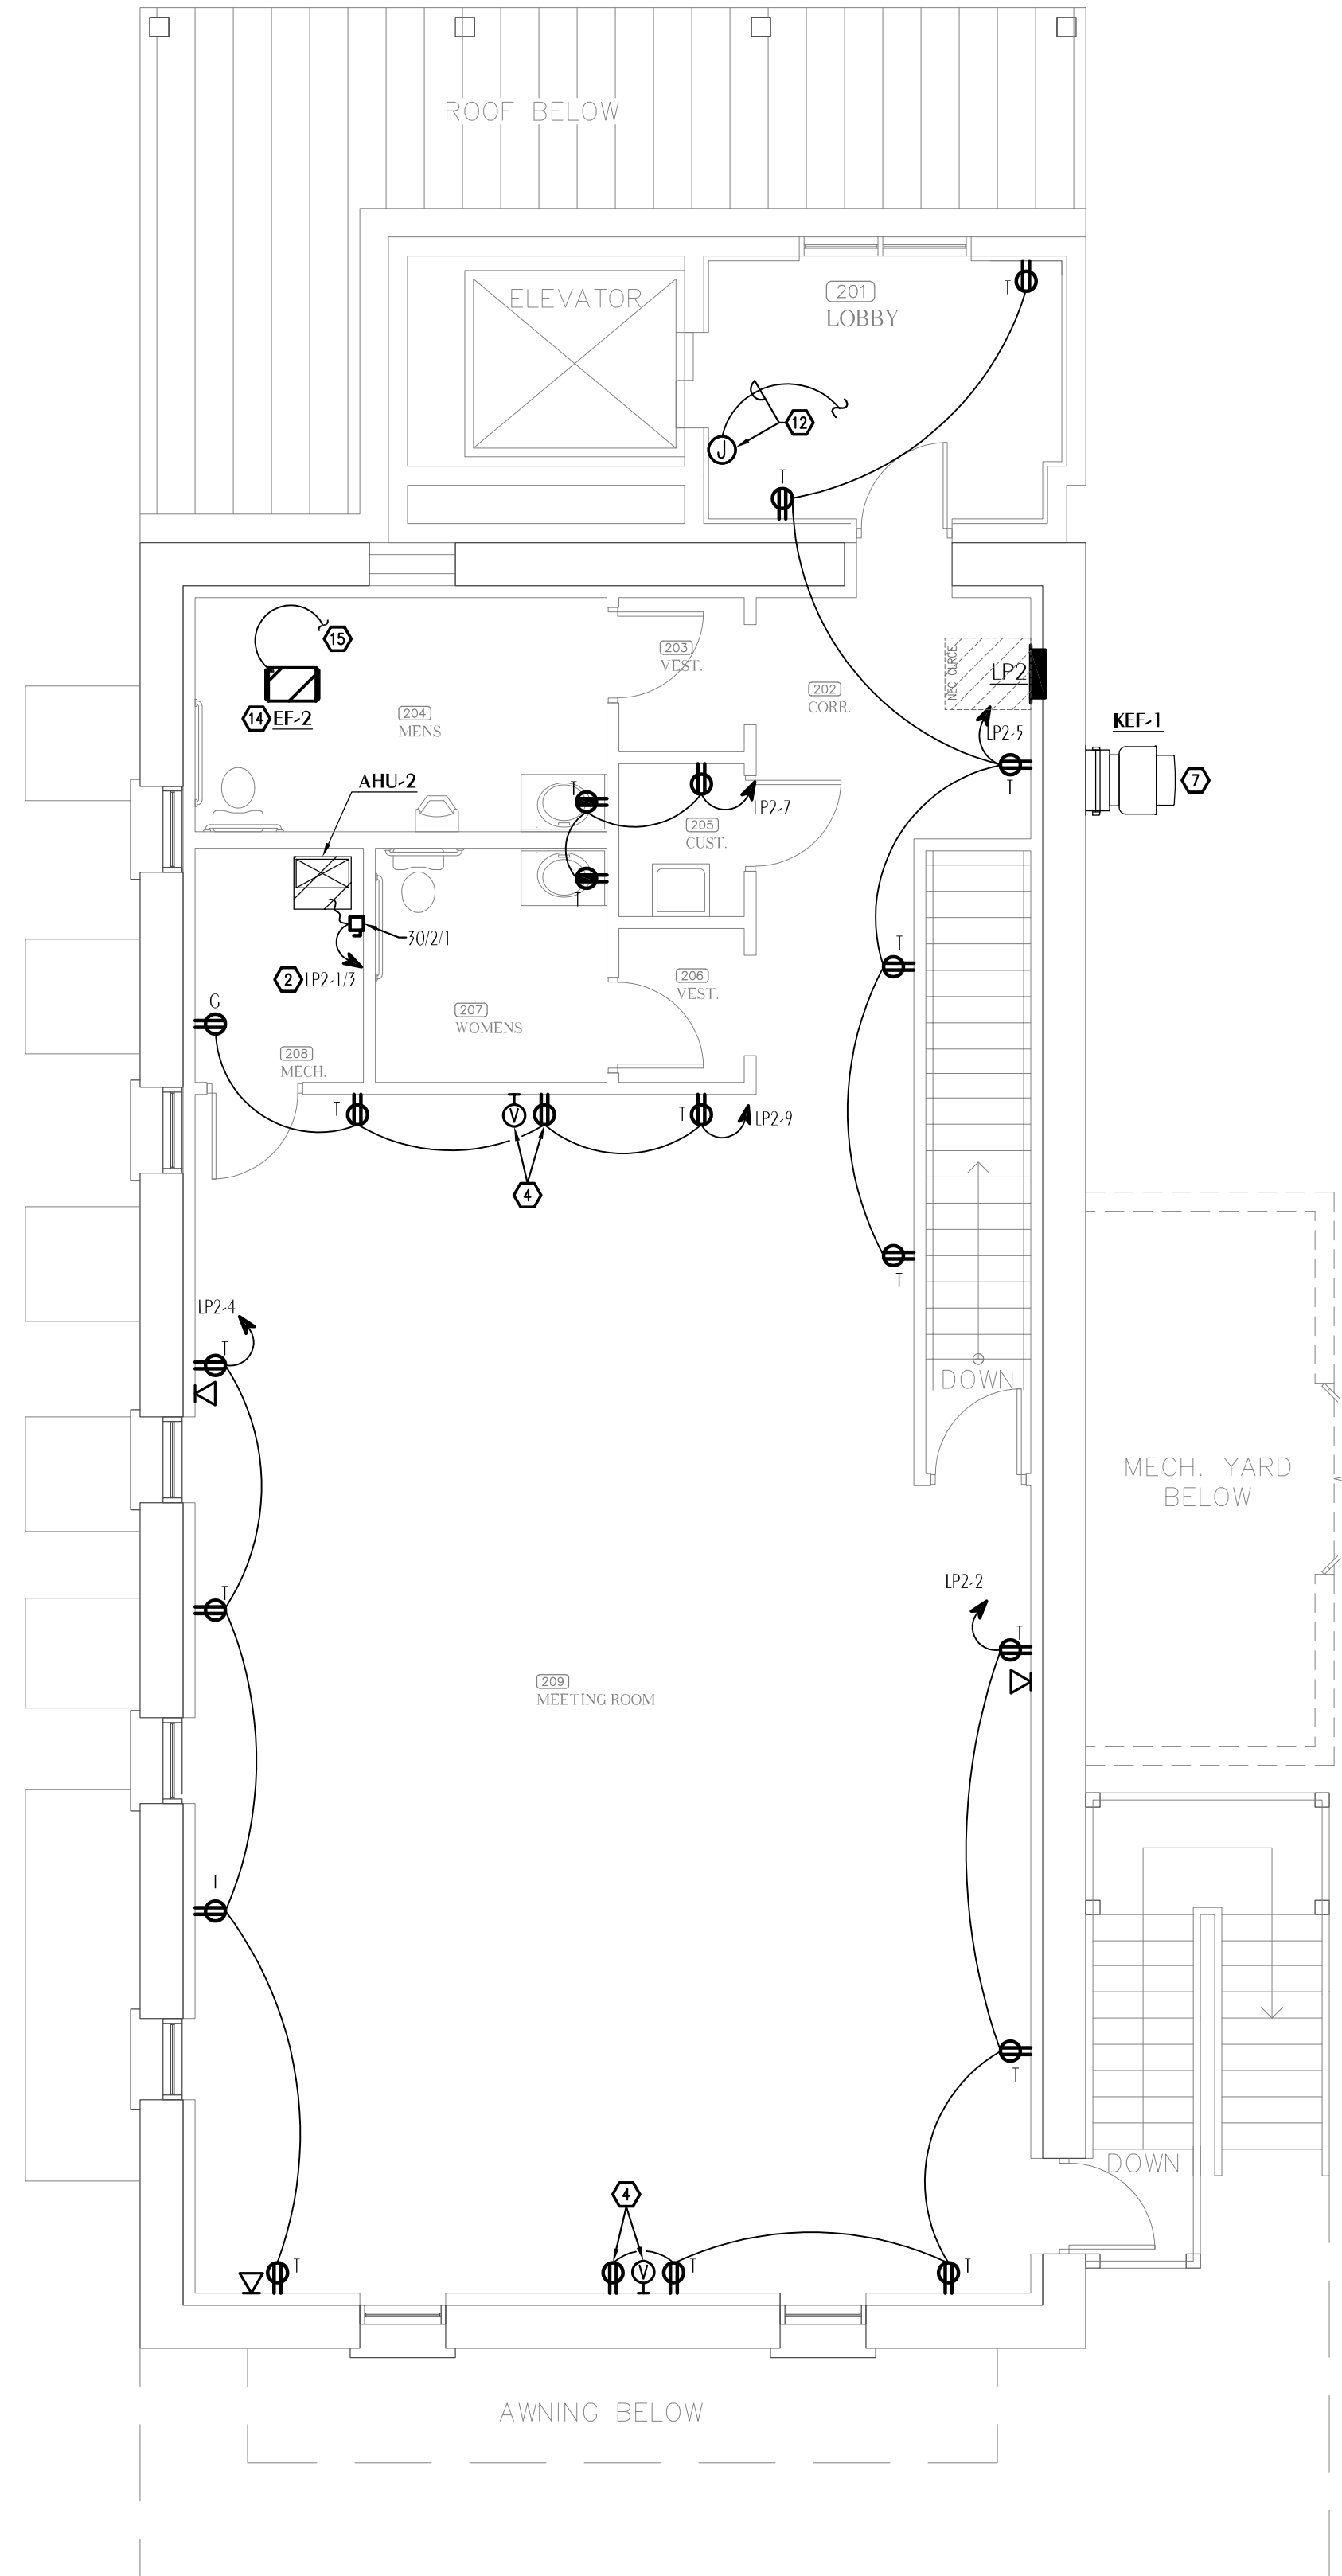 ROOF BELOW
ELEVATOR
201
LOBBY
T
12
J
T
15
203
VEST.
NEC CLRCE.
LP2
202
CORR.
204
MENS
14
EF-2
KEF-1
LP2-5
7
T
AHU-2
T
LP2-7
205
CUST.
T
30/2/1
T
2
LP2-1/3
206
VEST.
G
207
WOMENS
208
MECH.
T
V
T
LP2-9
4
T
LP2-4
T
DOWN
MECH. YARD
BELOW
T
LP2-2
T
209
MEETING ROOM
T
T
DOWN
4
T
V
T
T
AWNING BELOW